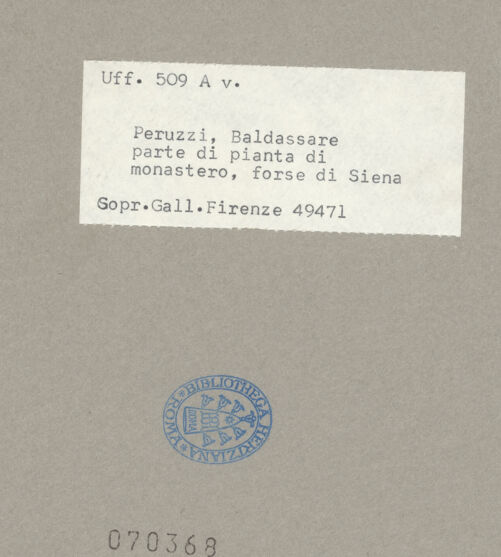 Uff. 509 A v.
Peruzzi, Baldassare
parte di pianta di
monastero, forse di Siena
Sopr.Gall.Firenze 49471
BIBLIOTHECA HERTZIANA * ROMA *
070368